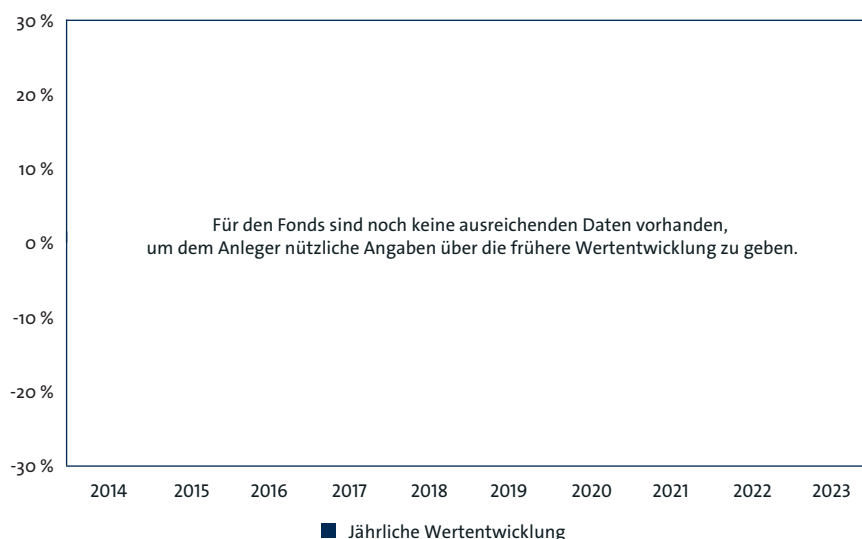 30 %
20 %
10 %
0 %
-10 %
-20 %
-30 %
Für den Fonds sind noch keine ausreichenden Daten vorhanden,
um dem Anleger nützliche Angaben über die frühere Wertentwicklung zu geben.
2014 2015 2016 2017 2018 2019 2020 2021 2022 2023
Jährliche Wertentwicklung